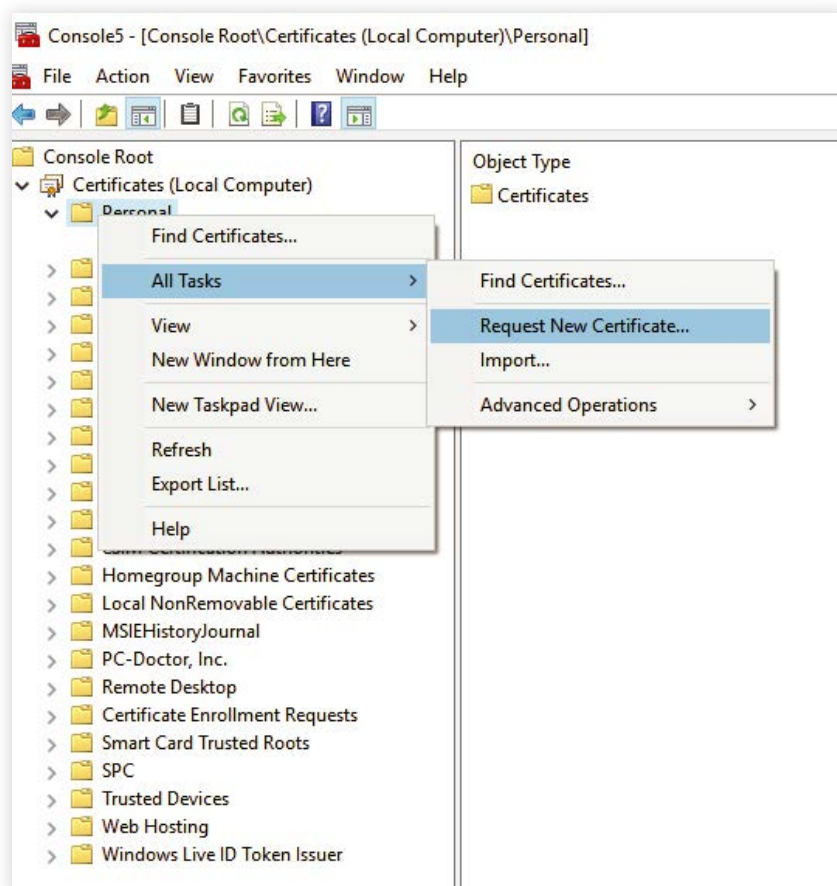 Console5 - [Console Root\Certificates (Local Computer)\Personal]
File Action View Favorites Window Help
Console Root
Certificates (Local Computer)
Personal
Object Type
Certificates
Find Certificates...
All Tasks
View
New Window from Here
New Taskpad View...
Refresh
Export List...
Help
Find Certificates...
Request New Certificate...
Import...
Advanced Operations
Certification Authorities
Homegroup Machine Certificates
Local NonRemovable Certificates
MSIEHistoryJournal
PC-Doctor, Inc.
Remote Desktop
Certificate Enrollment Requests
Smart Card Trusted Roots
SPC
Trusted Devices
Web Hosting
Windows Live ID Token Issuer